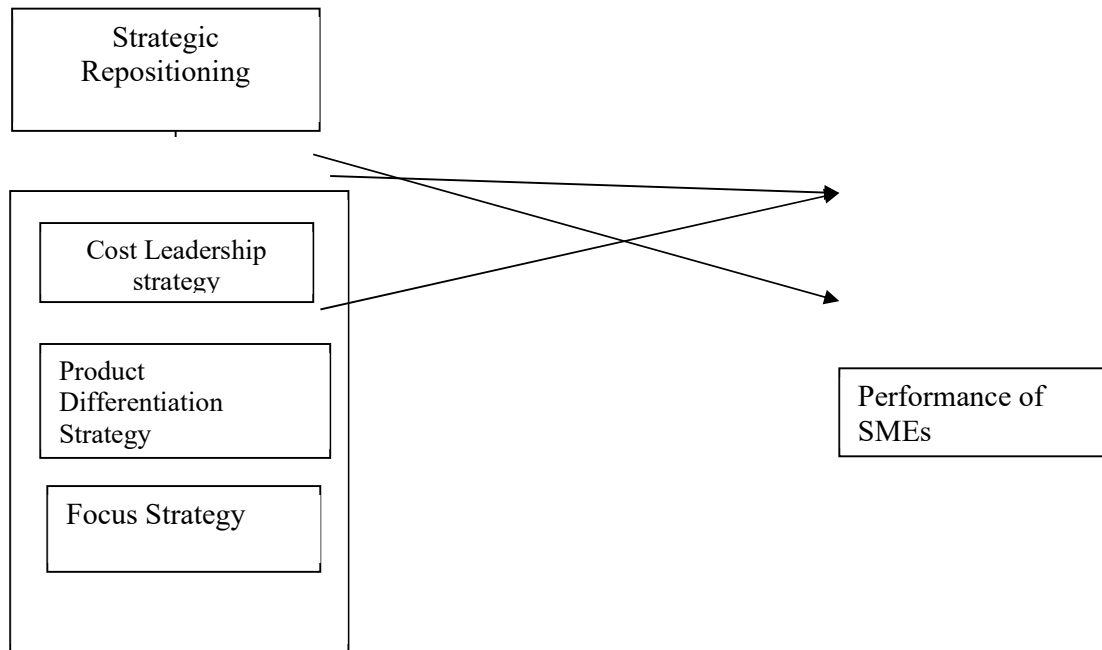 Strategic
Repositioning
Cost Leadership
strategy
Product
Differentiation
Strategy
Focus Strategy
Performance of
SMEs